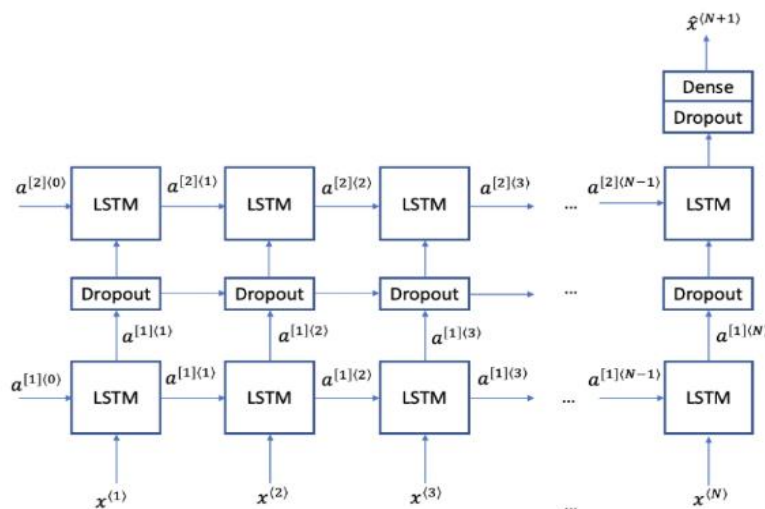 x̂⟨N+1⟩
Dense
Dropout
a[2]⟨0⟩ LSTM a[2]⟨1⟩ LSTM a[2]⟨2⟩ LSTM a[2]⟨3⟩ ... a[2]⟨N−1⟩ LSTM
Dropout Dropout Dropout ... Dropout
a[1]⟨1⟩ a[1]⟨2⟩ a[1]⟨3⟩ a[1]⟨N⟩
a[1]⟨0⟩ LSTM a[1]⟨1⟩ LSTM a[1]⟨2⟩ LSTM a[1]⟨3⟩ ... a[1]⟨N−1⟩ LSTM
x⟨1⟩ x⟨2⟩ x⟨3⟩ ... x⟨N⟩